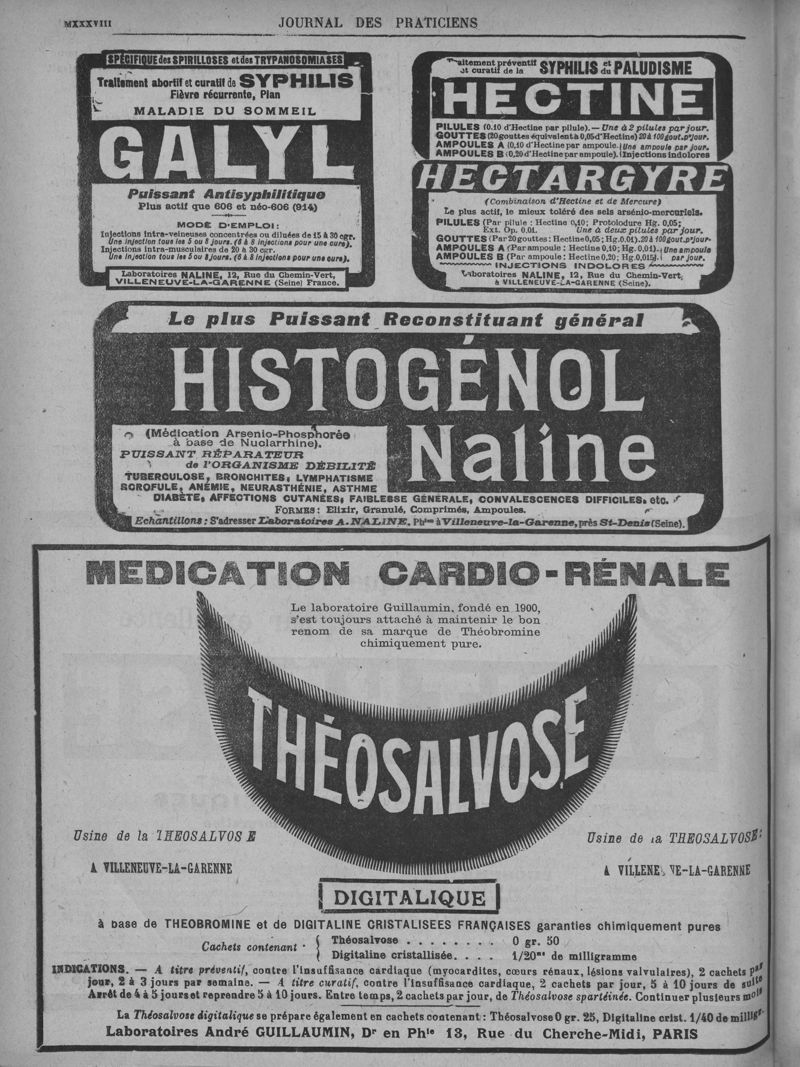 MXXXVIII
JOURNAL DES PRATICIENS
SPÉCIFIQUE des SPIRILLOSES et des TRYPANOSOMIASES
Traitement abortif et curatif de SYPHILIS
Fièvre récurrente, Pian
MALADIE DU SOMMEIL
GALYL
Puissant Antisyphilitique
Plus actif que 606 et néo-606 (914)
MODE D'EMPLOI:
Injections intra-veineuses concentrées ou diluées de 15 à 30 cgr.
Une injection tous les 5 ou 6 jours. (6 à 8 injections pour une cure).
Injections intra-musculaires de 20 à 30 cgr.
Une injection tous les 5 ou 8 jours. (6 à 8 injections pour une cure).
Laboratoires NALINE, 12, Rue du Chemin-Vert,
VILLENEUVE-LA-GARENNE (Seine) France.
Traitement préventif et curatif de la SYPHILIS et du PALUDISME
HECTINE
PILULES (0.10 d'Hectine par pilule).— Une à 2 pilules par jour.
GOUTTES (20 gouttes équivalent à 0,05 d'Hectine) 20 à 100 gout. p' jour.
AMPOULES A (0,10 d'Hectine par ampoule. Une ampoule par jour.
AMPOULES B (0,20 d'Hectine par ampoule). Injections indolores
HECTARGYRE
(Combinaison d'Hectine et de Mercure)
Le plus actif, le mieux toléré des sels arsénio-mercuriels.
PILULES (Par pilule : Hectine 0,10; Protoiodure Hg. 0,05;
Ext. Op. 0,01. Une à deux pilules par jour.
GOUTTES (Par 20 gouttes : Hectine 0,05; Hg. 0,01). 20 à 100 gout. p' jour.
AMPOULES A (Par ampoule : Hectine 0,10; Hg. 0,01). Une ampoule
AMPOULES B (Par ampoule : Hectine 0,20; Hg. 0,015). par jour.
INJECTIONS INDOLORES
Laboratoires NALINE, 12, Rue du Chemin-Vert,
à VILLENEUVE-LA-GARENNE (Seine).
Le plus Puissant Reconstituant général
HISTOGÉNOL
Naline
(Médication Arsenio-Phosphorée
à base de Nuclarrhine).
PUISSANT RÉPARATEUR
de l'ORGANISME DÉBILITÉ
TUBERCULOSE, BRONCHITES, LYMPHATISME
SCROFULE, ANÉMIE, NEURASTHÉNIE, ASTHME
DIABÈTE, AFFECTIONS CUTANÉES, FAIBLESSE GÉNÉRALE, CONVALESCENCES DIFFICILES. etc.
FORMES: Elixir, Granulé, Comprimés, Ampoules.
Echantillons : S'adresser Laboratoires A. NALINE, Phien à Villeneuve-la-Garenne, près St-Denis (Seine).
MEDICATION CARDIO-RÉNALE
Le laboratoire Guillaumin, fondé en 1900,
s'est toujours attaché à maintenir le bon
renom de sa marque de Théobromine
chimiquement pure.
THÉOSALVOSE
Usine de la THEOSALVOSE
A VILLENEUVE-LA-GARENNE
Usine de la THEOSALVOSE
A VILLENEUVE-LA-GARENNE
DIGITALIQUE
à base de THEOBROMINE et de DIGITALINE CRISTALISEES FRANÇAISES garanties chimiquement pures
Cachets contenant { Théosalvose . . . . . . . . 0 gr. 50
Digitaline cristallisée. . . . 1/20me de milligramme
INDICATIONS. — A titre préventif, contre l'insuffisance cardiaque (myocardites, cœurs rénaux, lésions valvulaires), 2 cachets par
jour, 2 à 3 jours par semaine. — A titre curatif, contre l'insuffisance cardiaque, 2 cachets par jour, 5 à 10 jours de suite
Arrêt de 4 à 5 jours et reprendre 5 à 10 jours. Entre temps, 2 cachets par jour, de Théosalvose spartéinée. Continuer plusieurs mois
La Théosalvose digitalique se prépare également en cachets contenant : Théosalvose 0 gr. 25, Digitaline crist. 1/40 de milligr.
Laboratoires André GUILLAUMIN, Dr en Phie 13, Rue du Cherche-Midi, PARIS